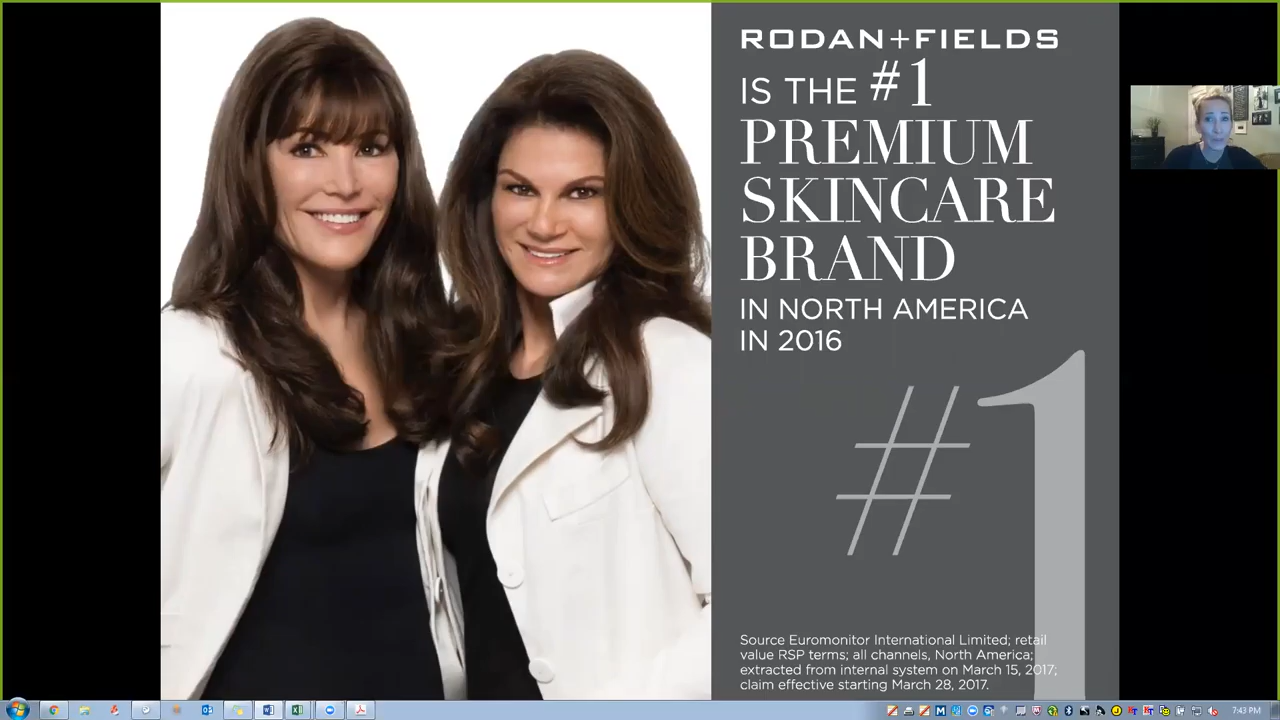 RODAN+FIELDS
IS THE #1
PREMIUM
SKINCARE
BRAND
IN NORTH AMERICA
IN 2016
#1
Source Euromonitor International Limited; retail
value RSP terms; all channels, North America;
extracted from internal system on March 15, 2017;
claim effective starting March 28, 2017.
7:43 PM